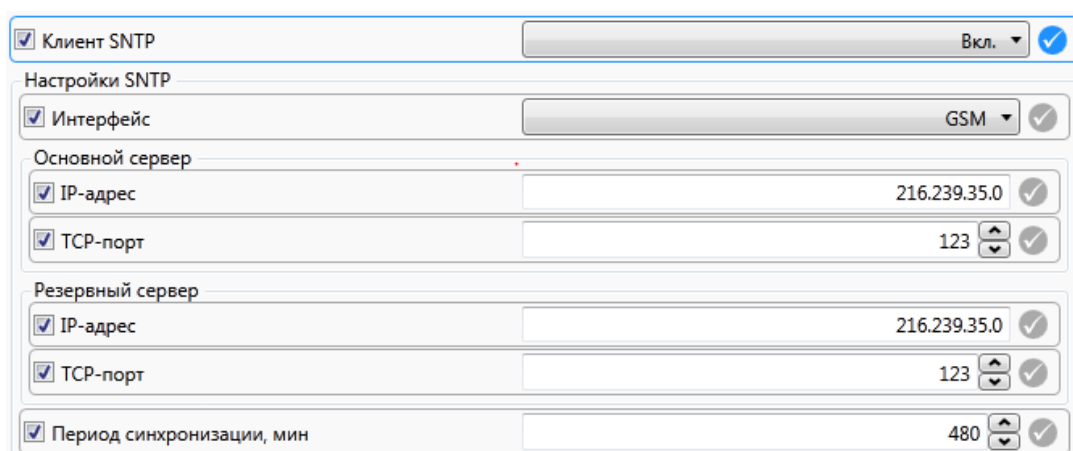 Клиент SNTP Вкл.
Настройки SNTP
Интерфейс GSM
Основной сервер
IP-адрес 216.239.35.0
TCP-порт 123
Резервный сервер
IP-адрес 216.239.35.0
TCP-порт 123
Период синхронизации, мин 480